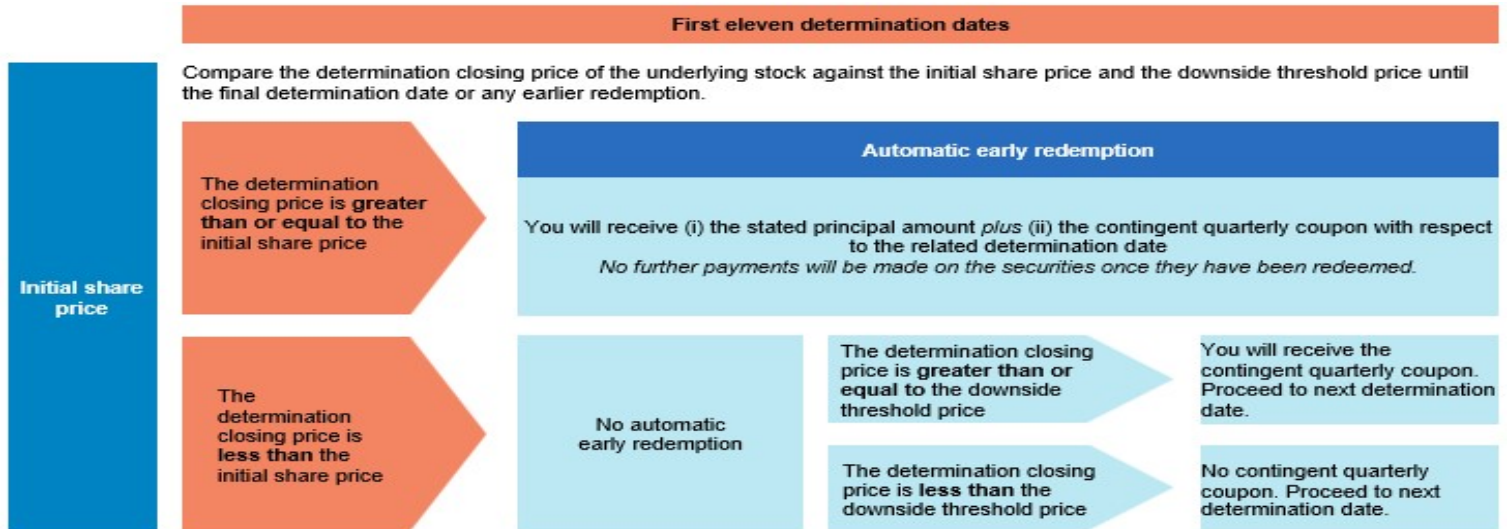 First eleven determination dates
Compare the determination closing price of the underlying stock against the initial share price and the downside threshold price until
the final determination date or any earlier redemption.
Initial share
price
The determination
closing price is greater
than or equal to the
initial share price
Automatic early redemption
You will receive (i) the stated principal amount plus (ii) the contingent quarterly coupon with respect
to the related determination date
No further payments will be made on the securities once they have been redeemed.
The
determination
closing price is
less than the
initial share price
No automatic
early redemption
The determination closing
price is greater than or
equal to the downside
threshold price
You will receive the
contingent quarterly coupon.
Proceed to next determination
date.
The determination closing
price is less than the
downside threshold price
No contingent quarterly
coupon. Proceed to next
determination date.